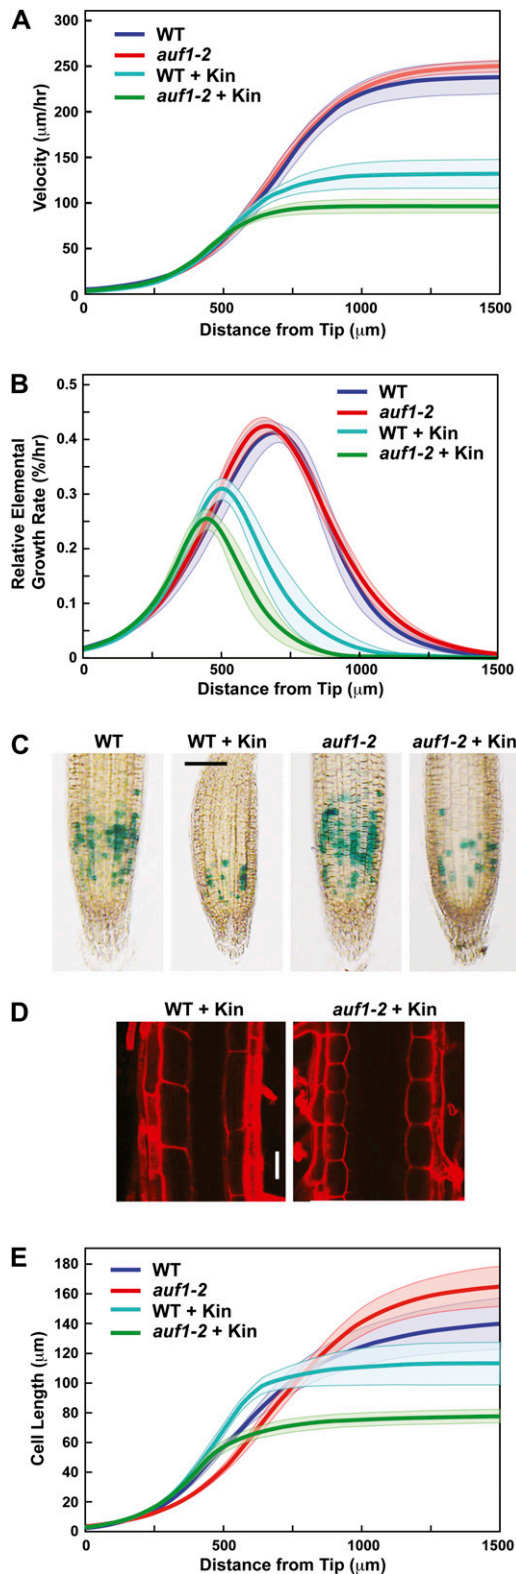 A
WT
auf1-2
WT + Kin
auf1-2 + Kin
Velocity (μm/hr)
300
250
200
150
100
50
0
0 500 1000 1500
Distance from Tip (μm)
B
WT
auf1-2
WT + Kin
auf1-2 + Kin
Relative Elemental
Growth Rate (%/hr)
0.5
0.4
0.3
0.2
0.1
0
0 500 1000 1500
Distance from Tip (μm)
C
WT WT + Kin auf1-2 auf1-2 + Kin
D
WT + Kin auf1-2 + Kin
E
WT
auf1-2
WT + Kin
auf1-2 + Kin
Cell Length (μm)
180
160
140
120
100
80
60
40
20
0
0 500 1000 1500
Distance from Tip (μm)